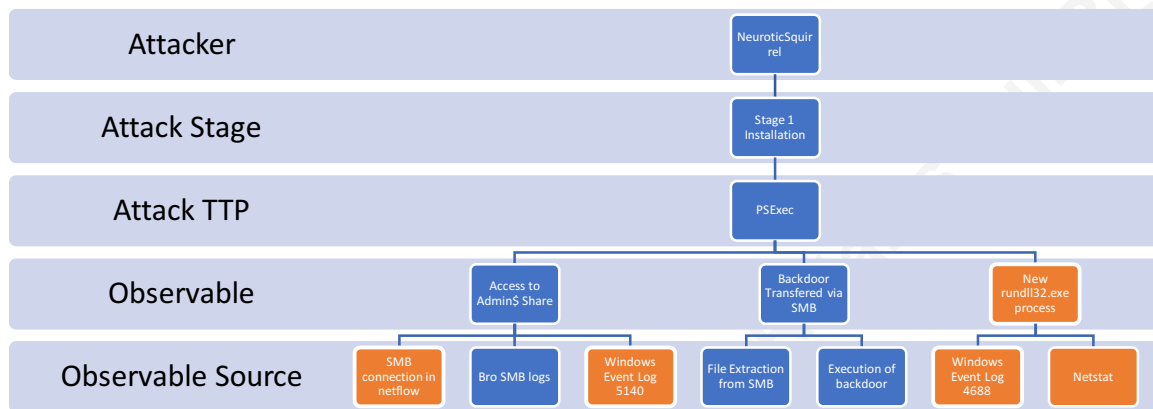 Attacker
NeuroticSqui
rrel
Attack Stage
Stage 1
Installation
Attack TTP
PSExec
Observable
Access to
Admin$ Share
Backdoor
Transfered via
SMB
New
rundll32.exe
process
Observable Source
SMB
connection in
netflow
Bro SMB logs
Windows
Event Log
5140
File Extraction
from SMB
Execution of
backdoor
Windows
Event Log
4688
Netstat